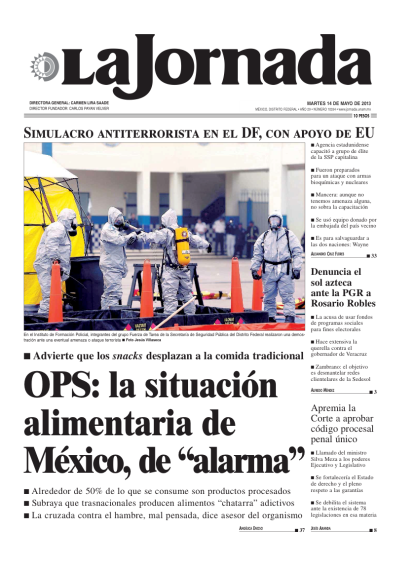 La Jornada
DIRECTORA GENERAL: CARMEN LIRA SAADE
DIRECTOR FUNDADOR: CARLOS PAYAN VELVER
MARTES 14 DE MAYO DE 2013
MÉXICO, DISTRITO FEDERAL • AÑO 29 • NÚMERO • www.jornada.unam.mx
10 PESOS
SIMULACRO ANTITERRORISTA EN EL DF, CON APOYO DE EU
En el Instituto de Formación Policial, integrantes del grupo Fuerza de Tarea de la Secretaría de Seguridad Pública del Distrito Federal realizaron una demos-
tración ante una eventual amenaza o ataque terrorista ■ Foto Jesús Villaseca
■ Agencia estadunidense
capacitó a grupo de élite
de la SSP capitalina
■ Fueron preparados
para un ataque con armas
bioquímicas y nucleares
■ Mancera: aunque no
tenemos amenaza alguna,
no sobra la capacitación
■ Se usó equipo donado por
la embajada del país vecino
■ Es para salvaguardar a
las dos naciones: Wayne
ALEJANDRO CRUZ FLORES ■ 33
Denuncia el
sol azteca
ante la PGR a
Rosario Robles
■ La acusa de usar fondos
de programas sociales
para fines electorales
■ Hace extensiva la
querella contra el
gobernador de Veracruz
■ Zambrano: el objetivo
es desmantelar redes
clientelares de la Sedesol
ALFREDO MÉNDEZ ■ 3
Apremia la
Corte a aprobar
código procesal
penal único
■ Llamado del ministro
Silva Meza a los poderes
Ejecutivo y Legislativo
■ Se fortalecería el Estado
de derecho y el pleno
respeto a las garantías
■ Se debilita el sistema
ante la existencia de 78
legislaciones en esa materia
JESÚS ARANDA ■ 8
■ Advierte que los snacks desplazan a la comida tradicional
OPS: la situación
alimentaria de
México, de “alarma”
■ Alrededor de 50% de lo que se consume son productos procesados
■ Subraya que trasnacionales producen alimentos “chatarra” adictivos
■ La cruzada contra el hambre, mal pensada, dice asesor del organismo
ANGÉLICA ENCISO ■ 37